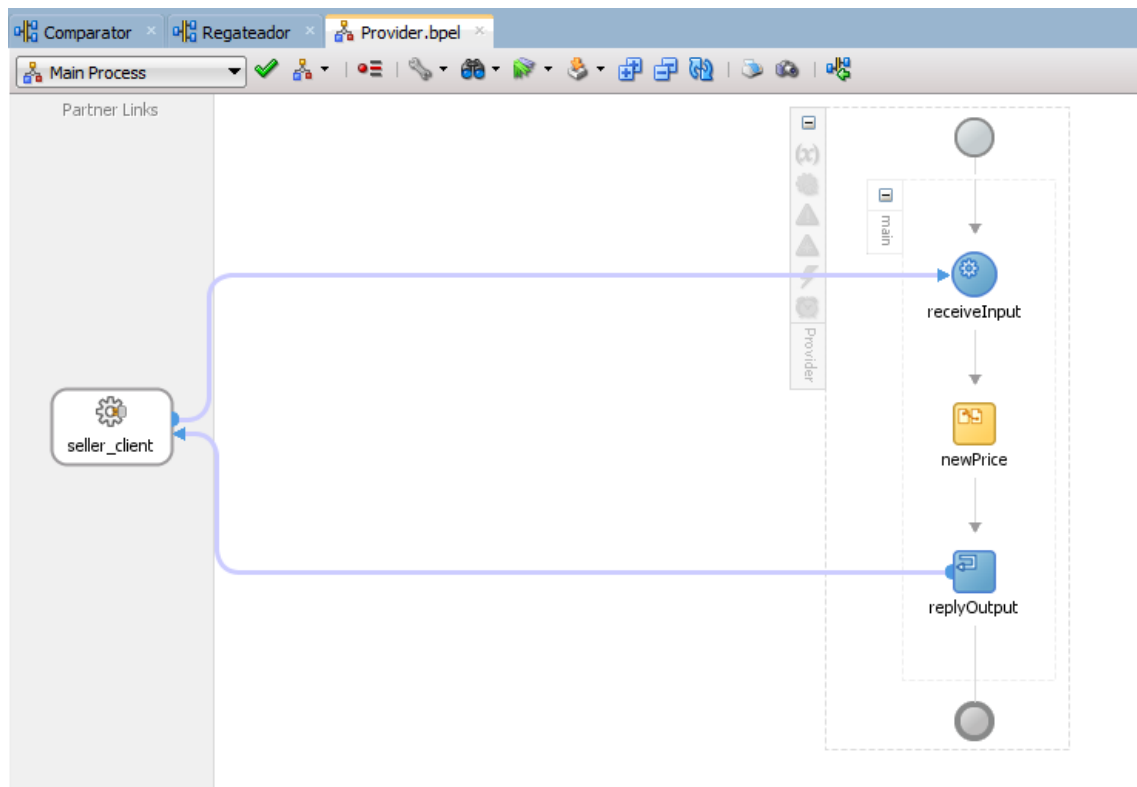 Comparator
Regateador
Provider.bpel
Main Process
Partner Links
(x)
main
receiveInput
Provider
seller_client
newPrice
replyOutput